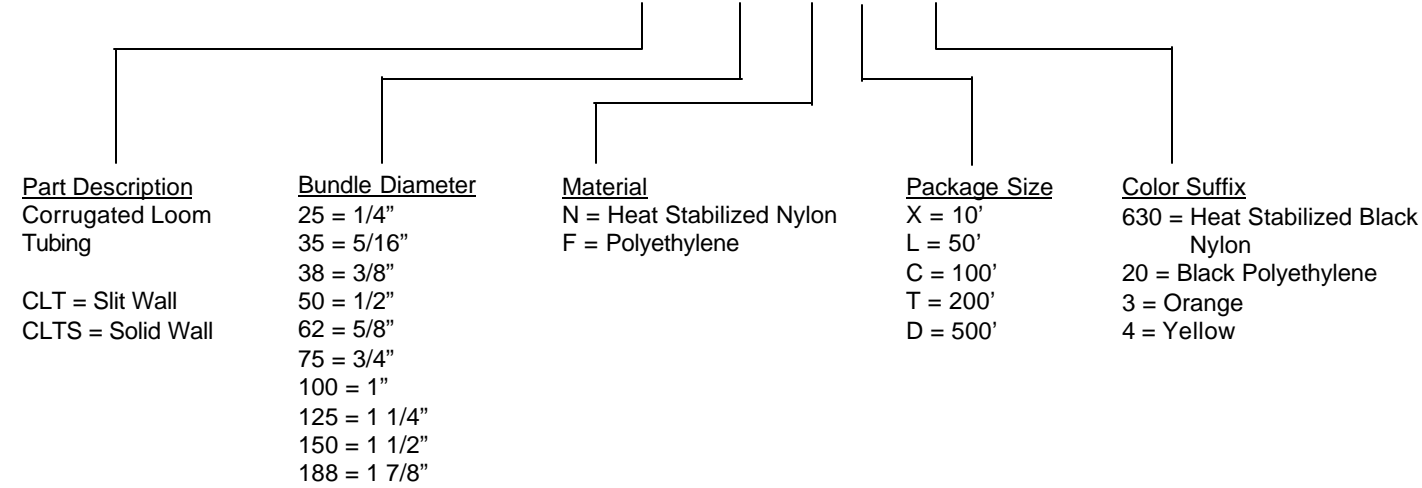 Part Description
Corrugated Loom
Tubing
CLT = Slit Wall
CLTS = Solid Wall
Bundle Diameter
25 = 1/4”
35 = 5/16”
38 = 3/8”
50 = 1/2”
62 = 5/8”
75 = 3/4”
100 = 1”
125 = 1 1/4”
150 = 1 1/2”
188 = 1 7/8”
Material
N = Heat Stabilized Nylon
F = Polyethylene
Package Size
X = 10’
L = 50’
C = 100’
T = 200’
D = 500’
Color Suffix
630 = Heat Stabilized Black
Nylon
20 = Black Polyethylene
3 = Orange
4 = Yellow